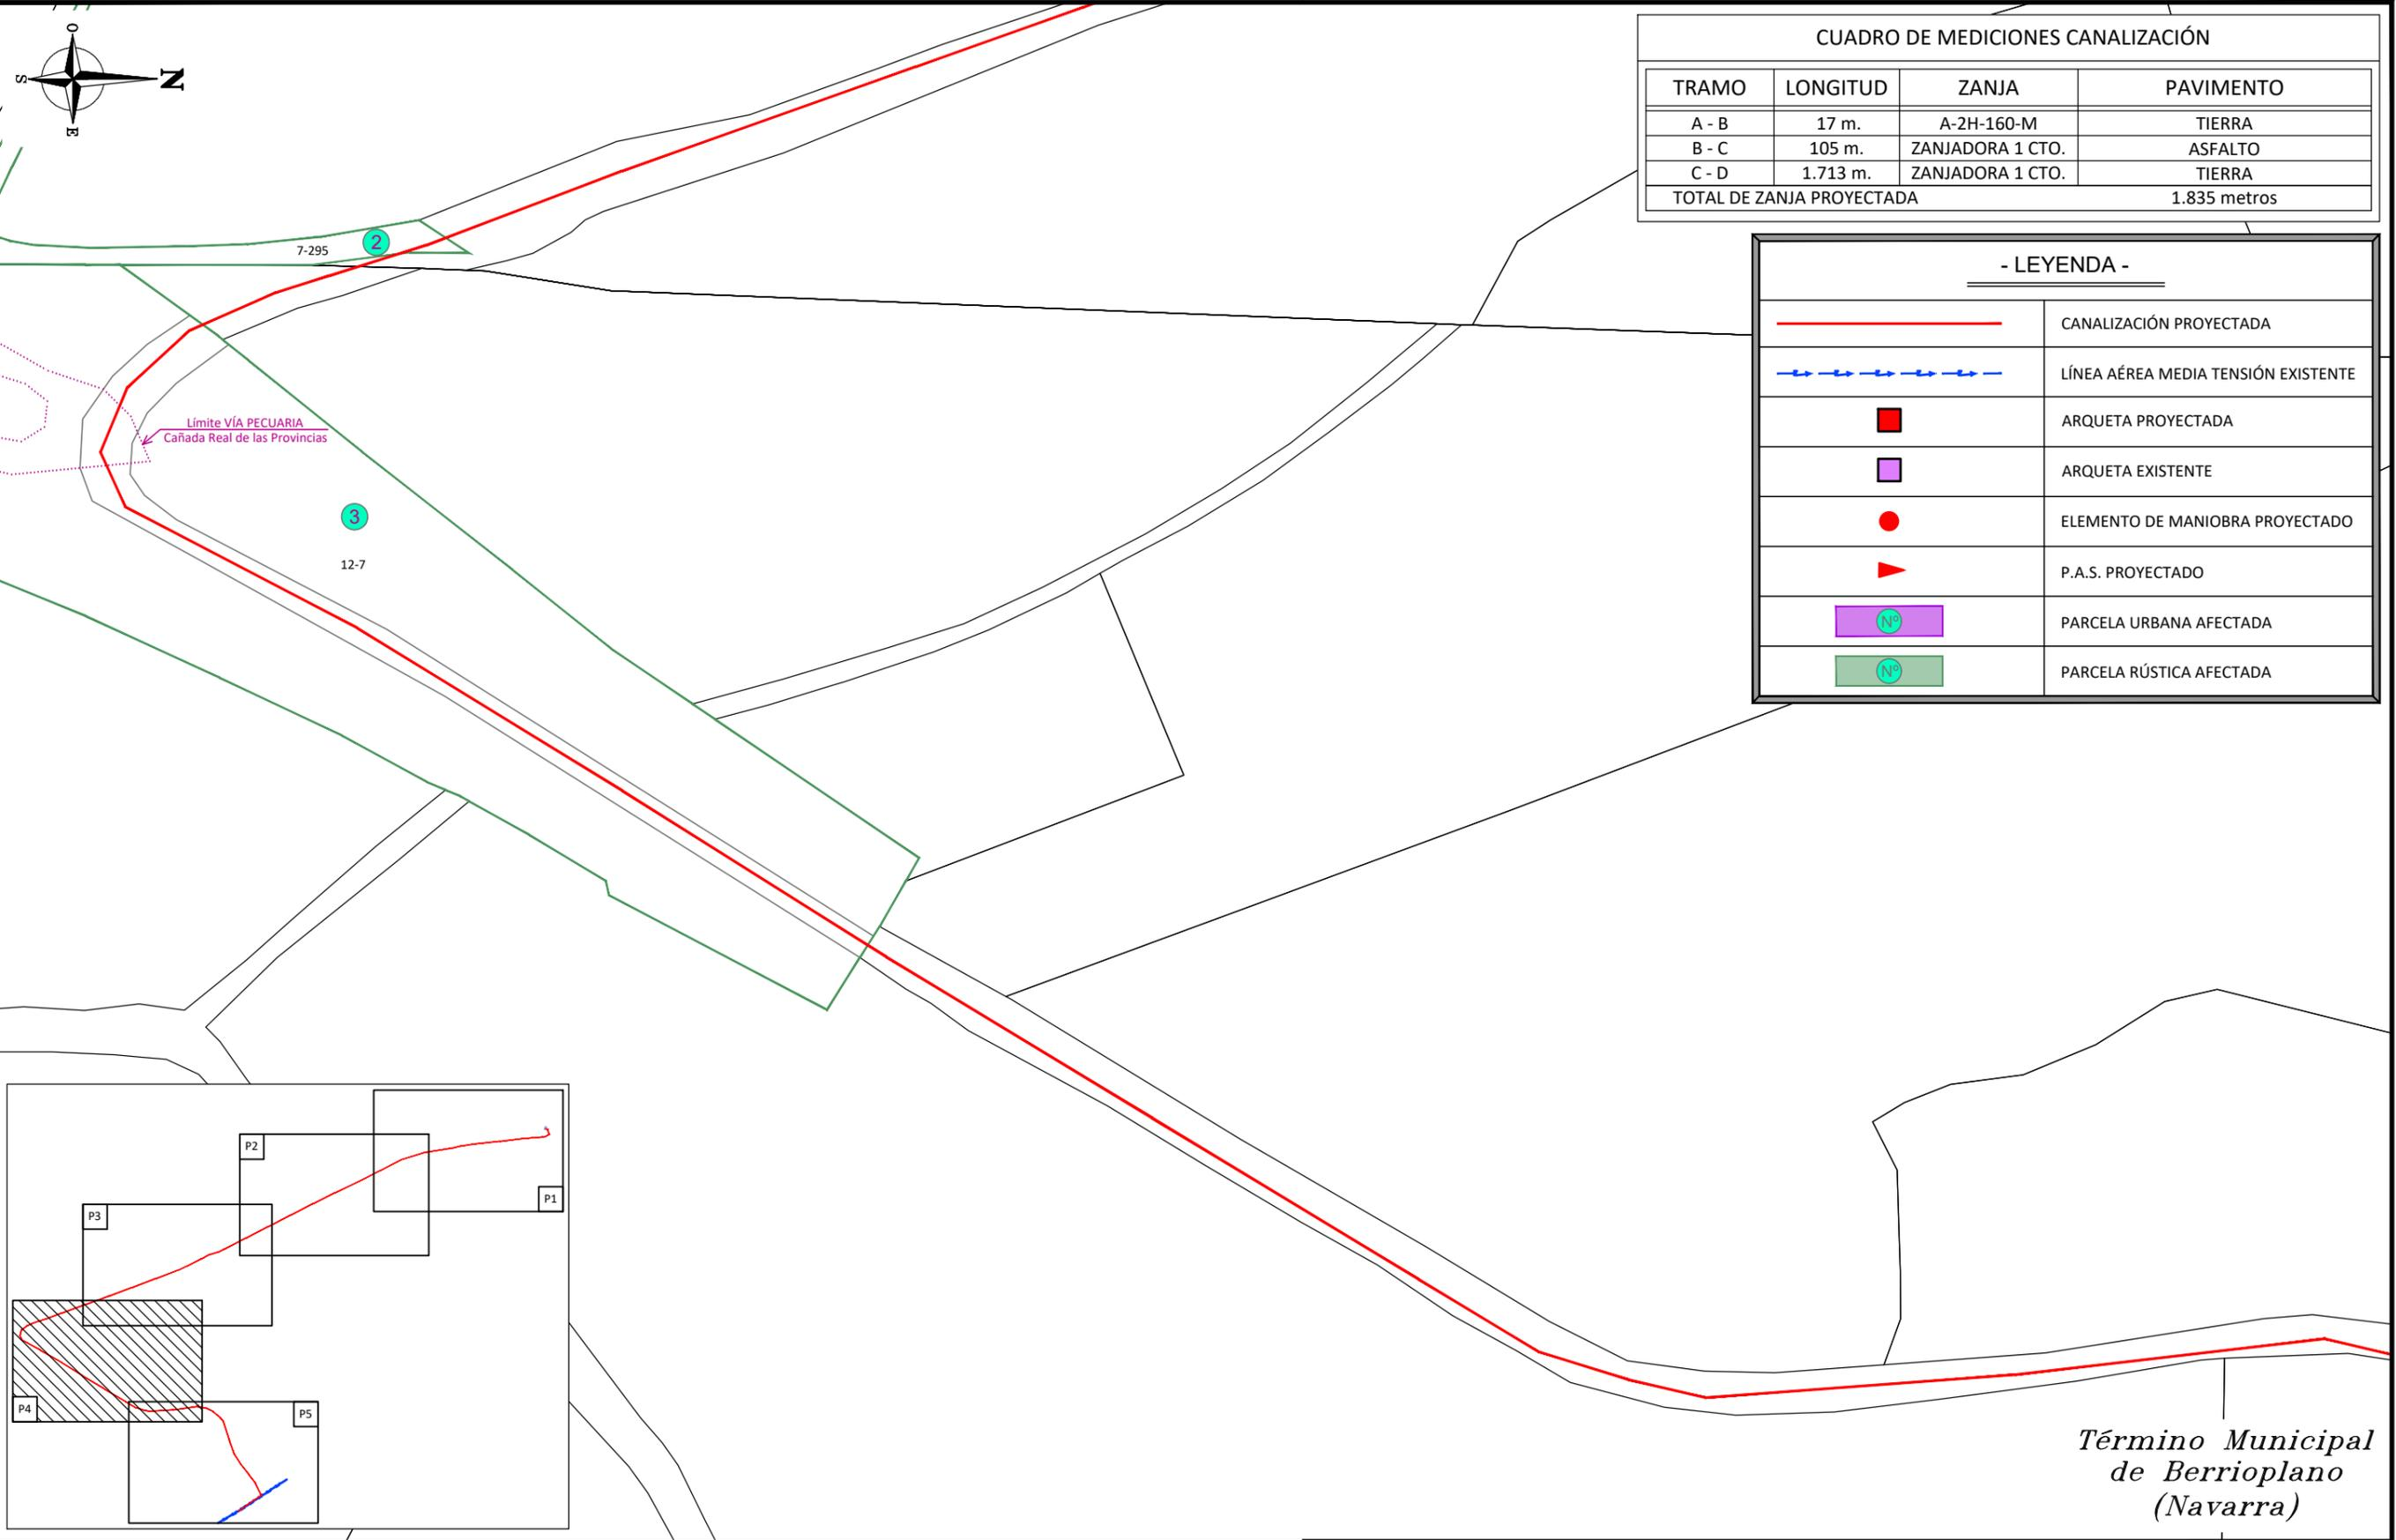 O
S
N
E
CUADRO DE MEDICIONES CANALIZACIÓN
TRAMO LONGITUD ZANJA PAVIMENTO
A - B 17 m. A-2H-160-M TIERRA
B - C 105 m. ZANJADORA 1 CTO. ASFALTO
C - D 1.713 m. ZANJADORA 1 CTO. TIERRA
TOTAL DE ZANJA PROYECTADA 1.835 metros
- LEYENDA -
CANALIZACIÓN PROYECTADA
LÍNEA AÉREA MEDIA TENSIÓN EXISTENTE
ARQUETA PROYECTADA
ARQUETA EXISTENTE
ELEMENTO DE MANIOBRA PROYECTADO
P.A.S. PROYECTADO
Nº PARCELA URBANA AFECTADA
Nº PARCELA RÚSTICA AFECTADA
7-295
2
Límite VÍA PECUARIA
Cañada Real de las Provincias
3
12-7
P2
P1
P3
P4
P5
Término Municipal
de Berrioplano
(Navarra)